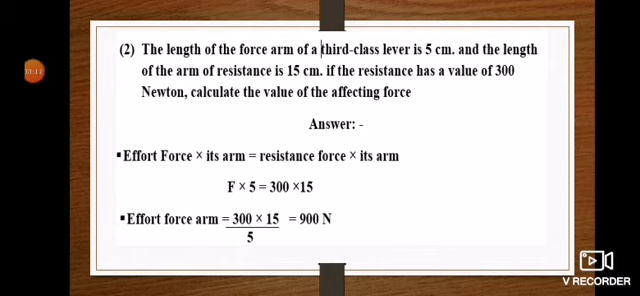 (2) The length of the force arm of a third-class lever is 5 cm. and the length
of the arm of resistance is 15 cm. if the resistance has a value of 300
Newton, calculate the value of the affecting force
Answer: -
▪Effort Force × its arm = resistance force × its arm
F × 5 = 300 ×15
▪Effort force arm = 300 × 15 = 900 N
5
V RECORDER